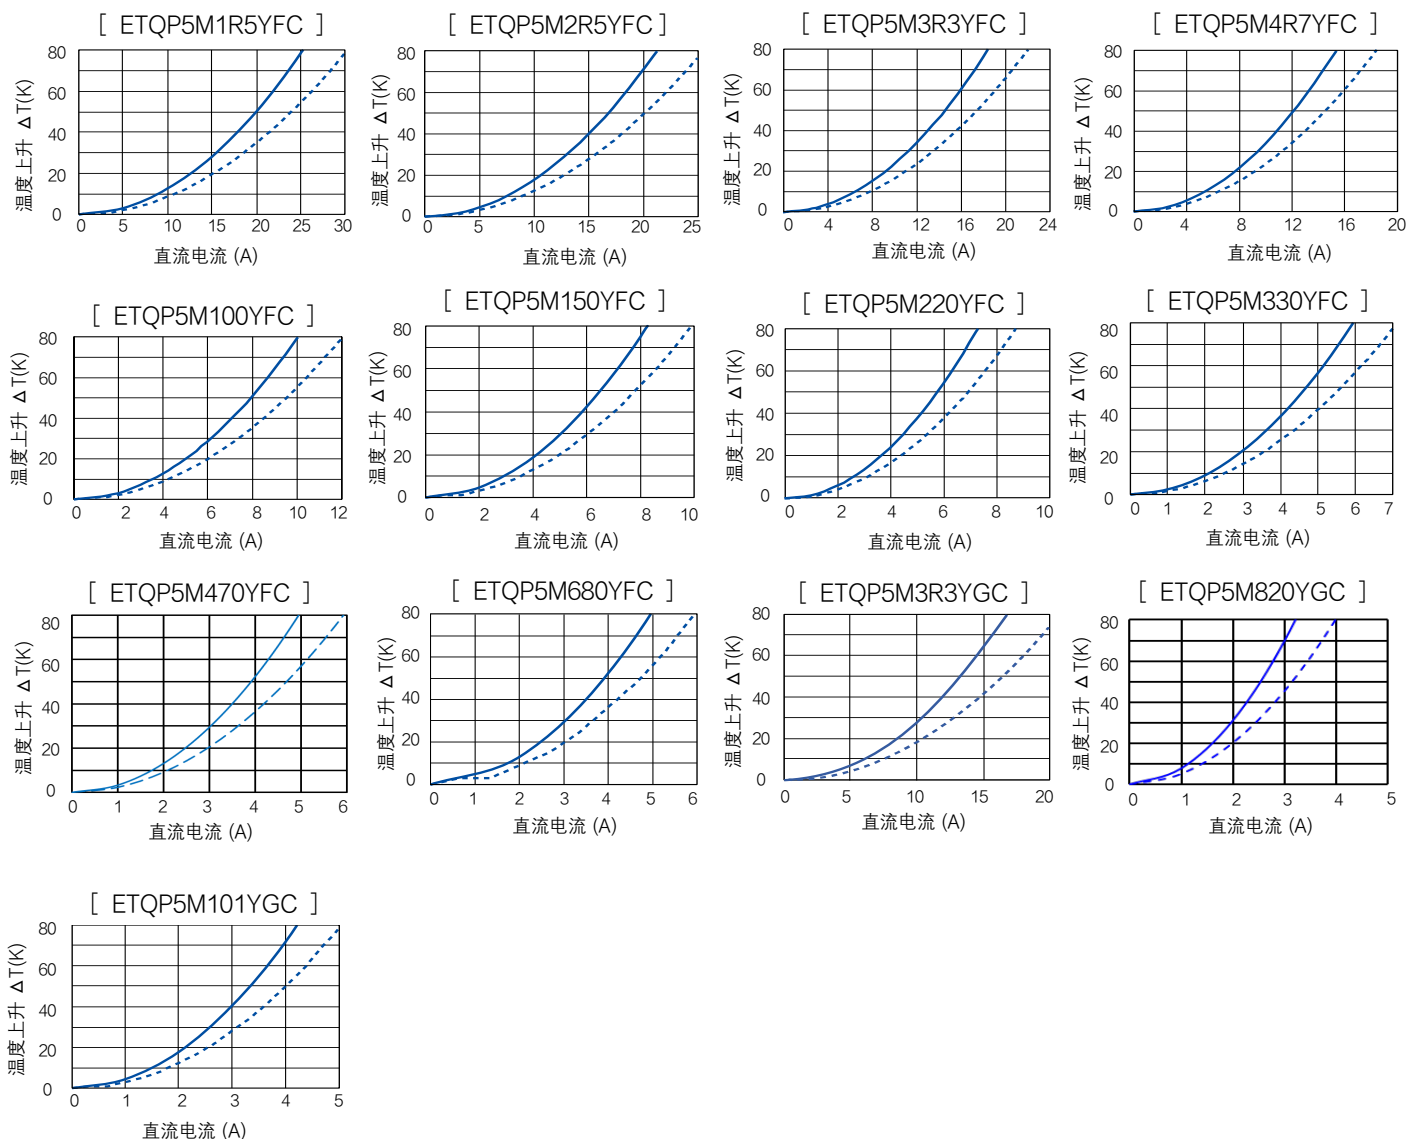 [ ETQP5M1R5YFC ]
温度上升 ΔT(K)
80
60
40
20
0
0 5 10 15 20 25 30
直流电流 (A)
[ ETQP5M2R5YFC ]
温度上升 ΔT(K)
80
60
40
20
0
0 5 10 15 20 25
直流电流 (A)
[ ETQP5M3R3YFC ]
温度上升 ΔT(K)
80
60
40
20
0
0 4 8 12 16 20 24
直流电流 (A)
[ ETQP5M4R7YFC ]
温度上升 ΔT(K)
80
60
40
20
0
0 4 8 12 16 20
直流电流 (A)
[ ETQP5M100YFC ]
温度上升 ΔT(K)
80
60
40
20
0
0 2 4 6 8 10 12
直流电流 (A)
[ ETQP5M150YFC ]
温度上升 ΔT(K)
80
60
40
20
0
0 2 4 6 8 10
直流电流 (A)
[ ETQP5M220YFC ]
温度上升 ΔT(K)
80
60
40
20
0
0 2 4 6 8 10
直流电流 (A)
[ ETQP5M330YFC ]
温度上升 ΔT(K)
80
60
40
20
0
0 1 2 3 4 5 6 7
直流电流 (A)
[ ETQP5M470YFC ]
温度上升 ΔT(K)
80
60
40
20
0
0 1 2 3 4 5 6
直流电流 (A)
[ ETQP5M680YFC ]
温度上升 ΔT(K)
80
60
40
20
0
0 1 2 3 4 5 6
直流电流 (A)
[ ETQP5M3R3YGC ]
温度上升 ΔT(K)
80
60
40
20
0
0 5 10 15 20
直流电流 (A)
[ ETQP5M820YGC ]
温度上升 ΔT(K)
80
60
40
20
0
0 1 2 3 4 5
直流电流 (A)
[ ETQP5M101YGC ]
温度上升 ΔT(K)
80
60
40
20
0
0 1 2 3 4 5
直流电流 (A)